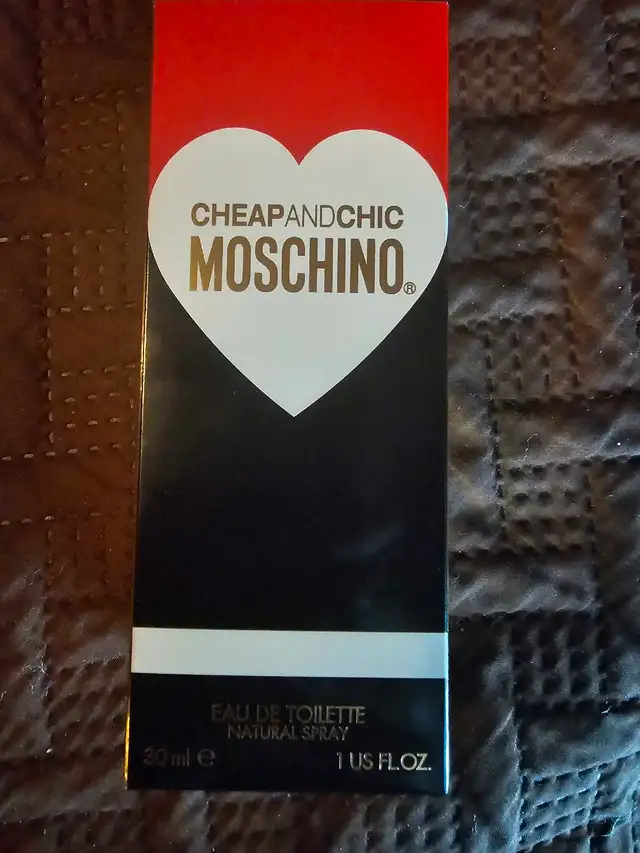 CHEAPANDCHIC
MOSCHINO®
EAU DE TOILETTE
NATURAL SPRAY
30 ml ℮ 1 US FL.OZ.